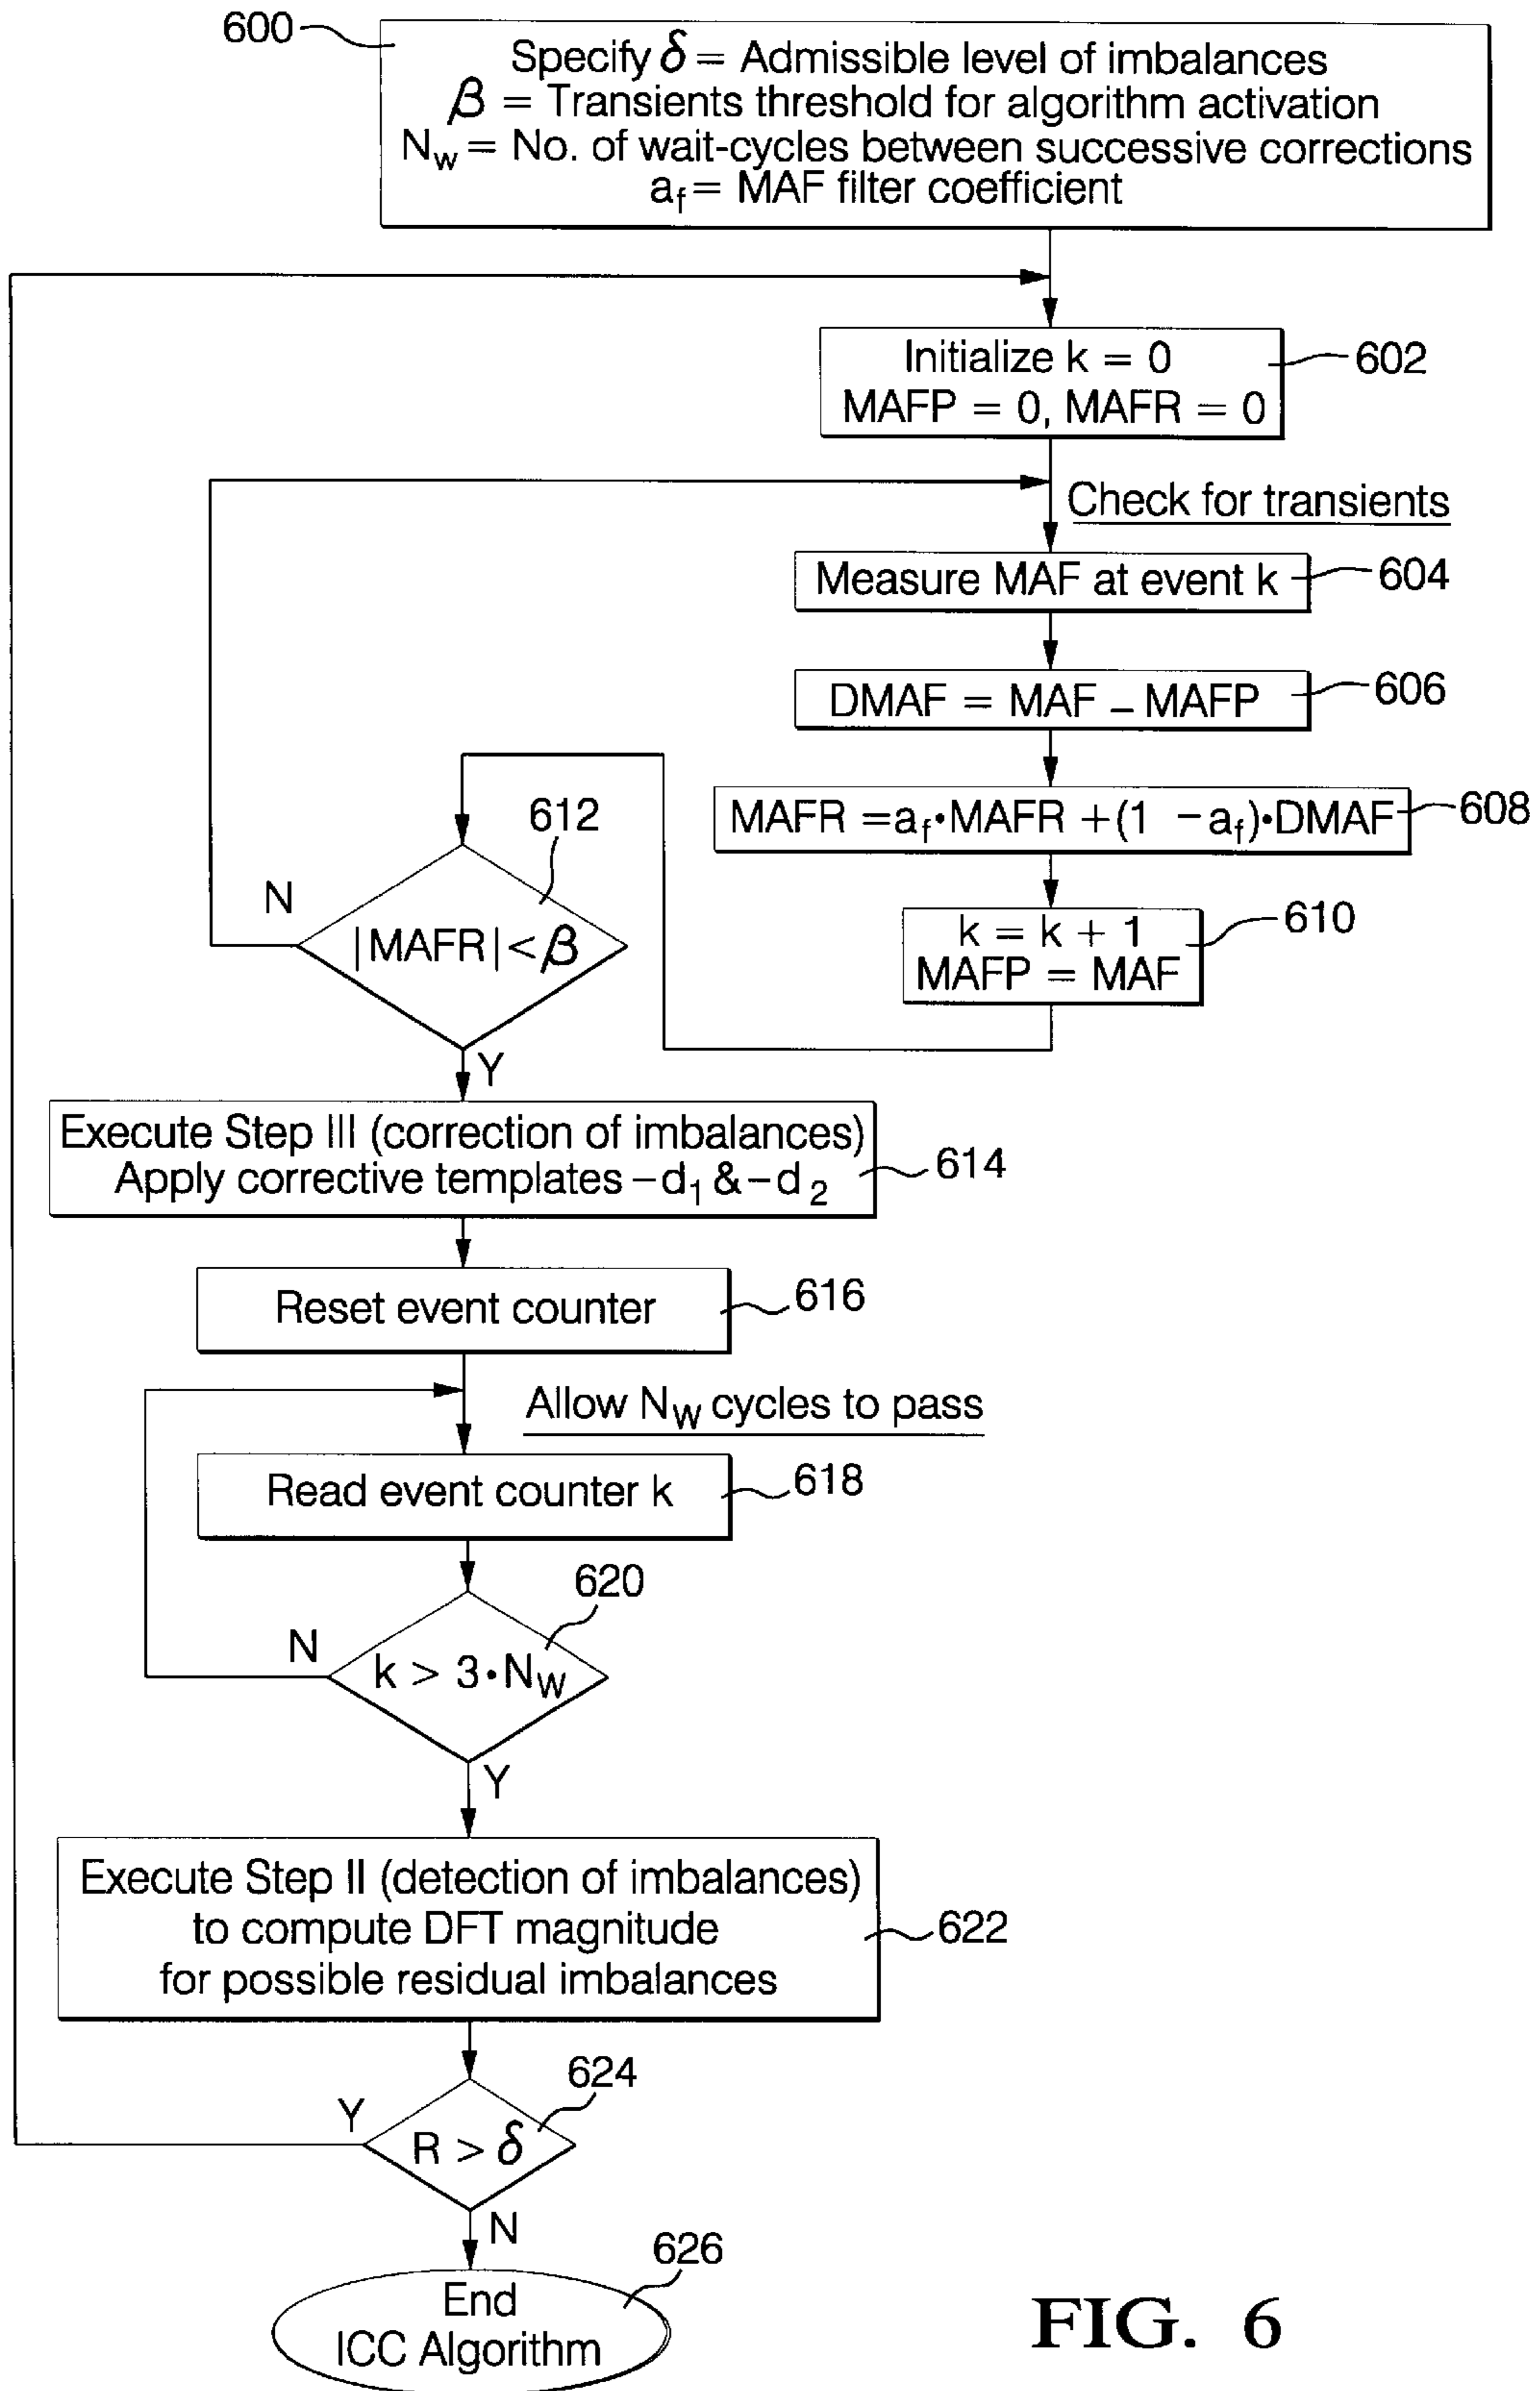 600
Specify δ = Admissible level of imbalances
β = Transients threshold for algorithm activation
Nw = No. of wait-cycles between successive corrections
af = MAF filter coefficient
Initialize k = 0
MAFP = 0, MAFR = 0
602
Check for transients
Measure MAF at event k
604
DMAF = MAF – MAFP
606
MAFR =af•MAFR +(1 –af)•DMAF
608
k = k + 1
MAFP = MAF
610
612
N
|MAFR|<β
Y
Execute Step III (correction of imbalances)
Apply corrective templates –d1 &–d2
614
Reset event counter
616
Allow NW cycles to pass
Read event counter k
618
620
N
k > 3•NW
Y
Execute Step II (detection of imbalances)
to compute DFT magnitude
for possible residual imbalances
622
624
Y
R > δ
N
626
End
ICC Algorithm
FIG. 6